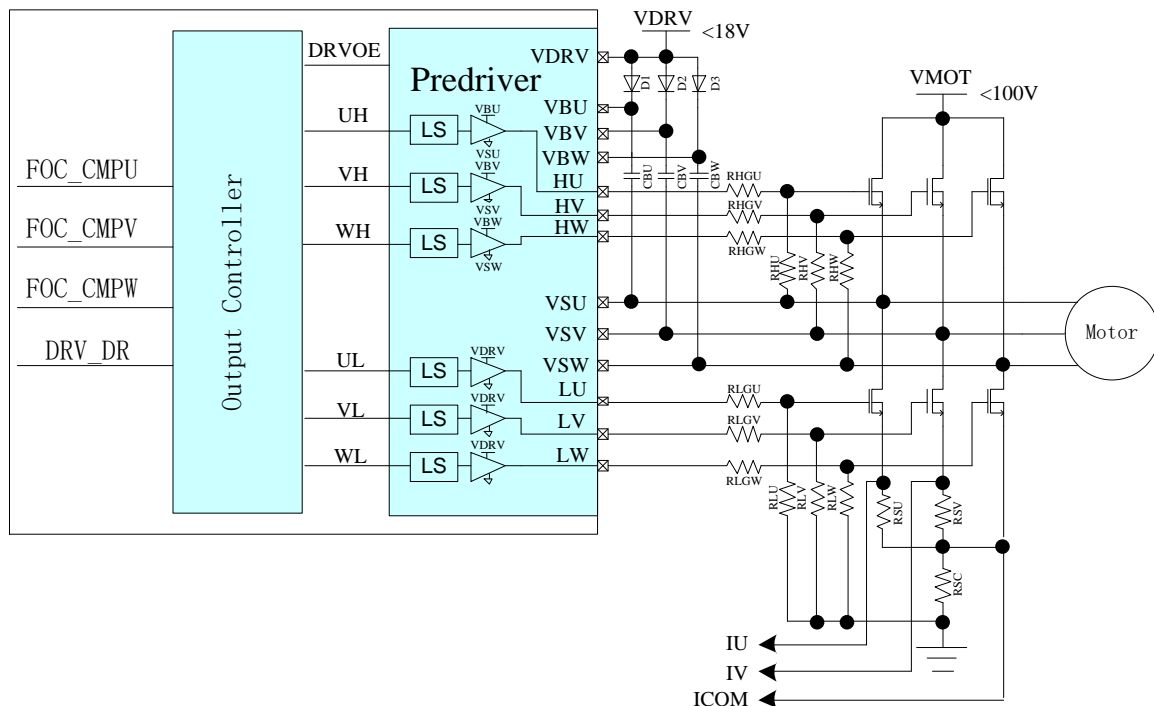 VDRV
<18V
DRVOE
Predriver
VDRV
D1
D2
D3
VMOT
<100V
VBU
UH
LS
VBU
VSU
VBV
VBW
CBU
CBV
CBW
FOC_CMPU
VH
LS
VBV
VSV
HU
RHGU
HV
RHGV
FOC_CMPV
WH
LS
VBW
VSW
HW
RHGW
RHU
RHV
RHW
Output Controller
FOC_CMPW
VSU
VSV
Motor
DRV_DR
VSW
UL
LS
VDRV
LU
RLGU
VL
LS
VDRV
LV
RLGV
WL
LS
VDRV
LW
RLGW
RLU
RLV
RLW
RSU
RSV
RSC
IU
IV
ICOM